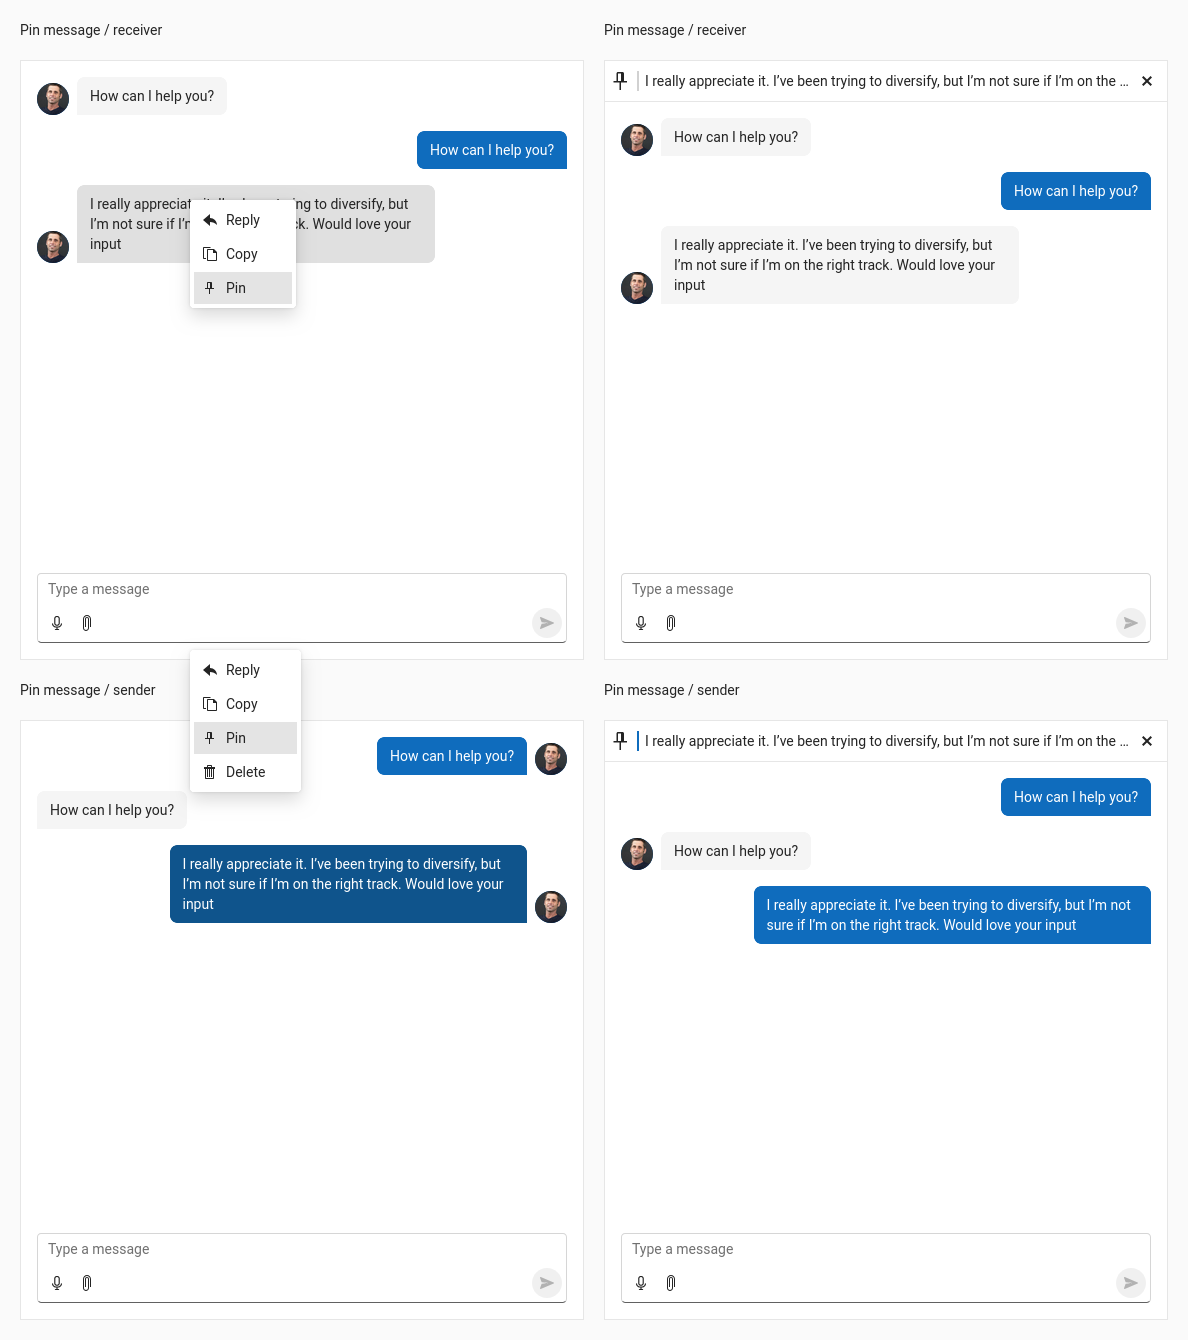 Pin message / receiver
How can I help you?
How can I help you?
I really appreciat
ng to diversify, but
I’m not sure if I’r
ck. Would love your
input
Reply
Copy
Pin
Type a message
Pin message / receiver
I really appreciate it. I’ve been trying to diversify, but I’m not sure if I’m on the ...
How can I help you?
How can I help you?
I really appreciate it. I’ve been trying to diversify, but
I’m not sure if I’m on the right track. Would love your
input
Type a message
Pin message / sender
Reply
Copy
Pin
Delete
How can I help you?
How can I help you?
I really appreciate it. I’ve been trying to diversify, but
I’m not sure if I’m on the right track. Would love your
input
Type a message
Pin message / sender
I really appreciate it. I’ve been trying to diversify, but I’m not sure if I’m on the ...
How can I help you?
How can I help you?
I really appreciate it. I’ve been trying to diversify, but I’m not
sure if I’m on the right track. Would love your input
Type a message